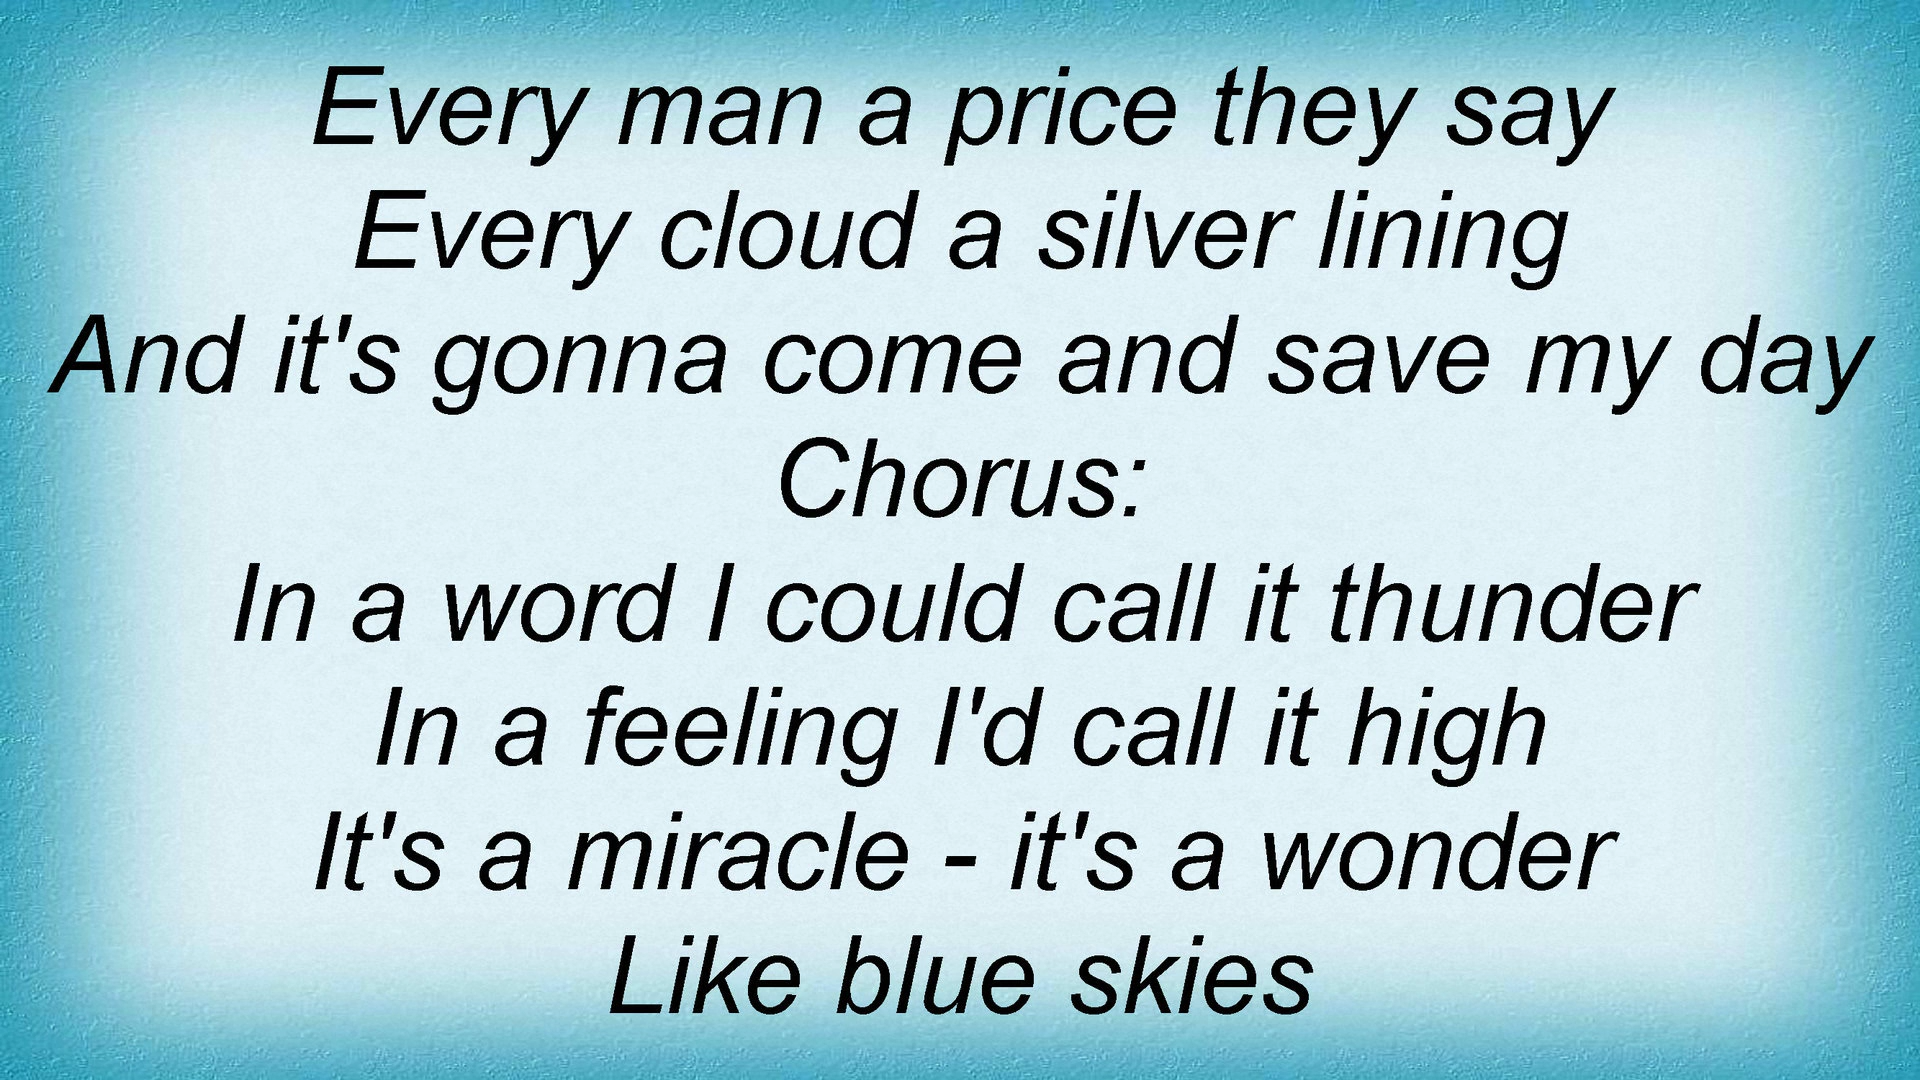 Every man a price they say
Every cloud a silver lining
And it's gonna come and save my day
Chorus:
In a word I could call it thunder
In a feeling I'd call it high
It's a miracle - it's a wonder
Like blue skies